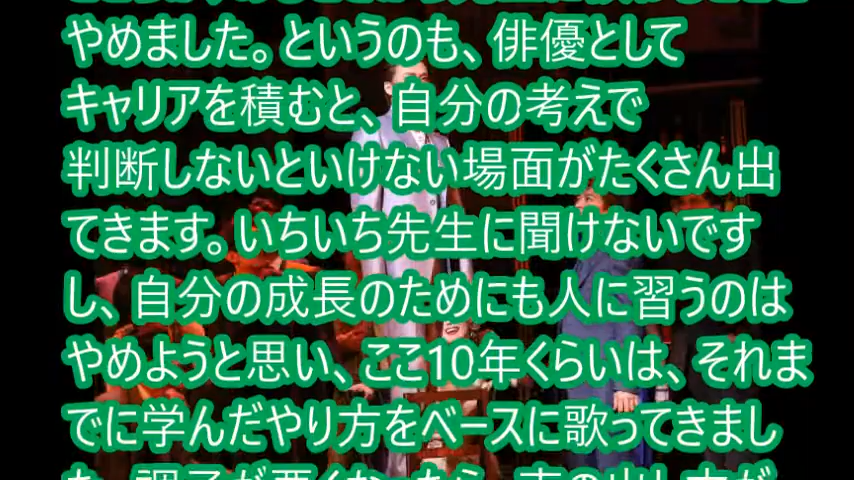 やめました。というのも、俳優として
キャリアを積むと、自分の考えで
判断しないといけない場面がたくさん出
てきます。いちいち先生に聞けないです
し、自分の成長のためにも人に習うのは
やめようと思い、ここ10年くらいは、それま
でに学んだやり方をベースに歌ってきまし